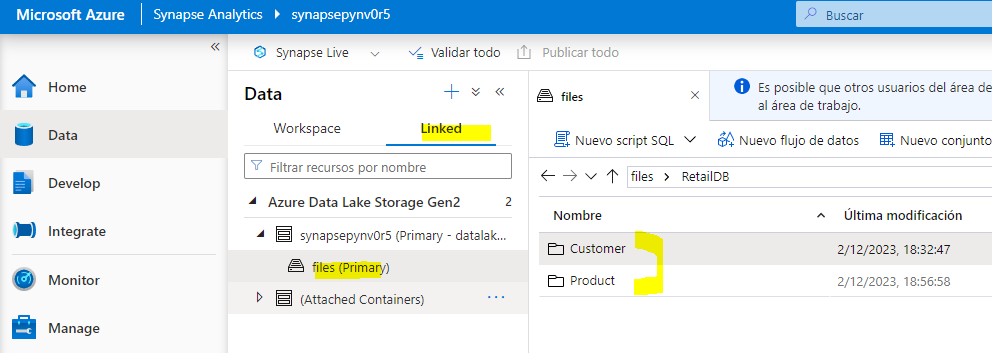 Microsoft Azure
Synapse Analytics
synapsepynv0r5
Buscar
Synapse Live
Validar todo
Publicar todo
Home
Data
Develop
Integrate
Monitor
Manage
Data
Workspace
Linked
Filtrar recursos por nombre
Azure Data Lake Storage Gen2 2
synapsepynv0r5 (Primary - datalak...
files (Primary)
(Attached Containers)
files
Es posible que otros usuarios del área de
al área de trabajo.
Nuevo script SQL
Nuevo flujo de datos
Nuevo conjunto
files RetailDB
Nombre Última modificación
Customer 2/12/2023, 18:32:47
Product 2/12/2023, 18:56:58